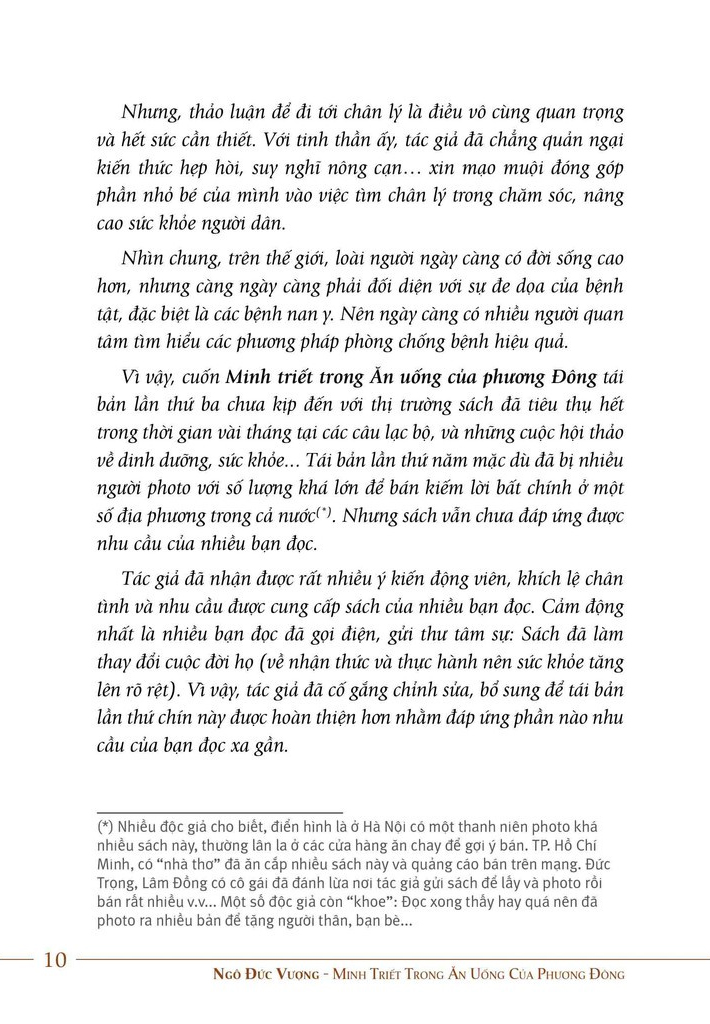 Nhưng, thảo luận để đi tới chân lý là điều vô cùng quan trọng
và hết sức cần thiết. Với tinh thần ấy, tác giả đã chẳng quản ngại
kiến thức hẹp hòi, suy nghĩ nông cạn… xin mạo muội đóng góp
phần nhỏ bé của mình vào việc tìm chân lý trong chăm sóc, nâng
cao sức khỏe người dân.
Nhìn chung, trên thế giới, loài người ngày càng có đời sống cao
hơn, nhưng càng ngày càng phải đối diện với sự đe dọa của bệnh
tật, đặc biệt là các bệnh nan y. Nên ngày càng có nhiều người quan
tâm tìm hiểu các phương pháp phòng chống bệnh hiệu quả.
Vì vậy, cuốn Minh triết trong Ăn uống của phương Đông tái
bản lần thứ ba chưa kịp đến với thị trường sách đã tiêu thụ hết
trong thời gian vài tháng tại các câu lạc bộ, và những cuộc hội thảo
về dinh dưỡng, sức khỏe... Tái bản lần thứ năm mặc dù đã bị nhiều
người photo với số lượng khá lớn để bán kiếm lời bất chính ở một
số địa phương trong cả nước(*). Nhưng sách vẫn chưa đáp ứng được
nhu cầu của nhiều bạn đọc.
Tác giả đã nhận được rất nhiều ý kiến động viên, khích lệ chân
tình và nhu cầu được cung cấp sách của nhiều bạn đọc. Cảm động
nhất là nhiều bạn đọc đã gọi điện, gửi thư tâm sự: Sách đã làm
thay đổi cuộc đời họ (về nhận thức và thực hành nên sức khỏe tăng
lên rõ rệt). Vì vậy, tác giả đã cố gắng chỉnh sửa, bổ sung để tái bản
lần thứ chín này được hoàn thiện hơn nhằm đáp ứng phần nào nhu
cầu của bạn đọc xa gần.
(*) Nhiều độc giả cho biết, điển hình là ở Hà Nội có một thanh niên photo khá
nhiều sách này, thường lân la ở các cửa hàng ăn chay để gợi ý bán. TP. Hồ Chí
Minh, có “nhà thơ” đã ăn cắp nhiều sách này và quảng cáo bán trên mạng. Đức
Trọng, Lâm Đồng có cô gái đã đánh lừa nơi tác giả gửi sách để lấy và photo rồi
bán rất nhiều v.v... Một số độc giả còn “khoe”: Đọc xong thấy hay quá nên đã
photo ra nhiều bản để tặng người thân, bạn bè...
10
Ngô Đức Vượng - Minh Triết Trong Ăn Uống Của Phương Đông